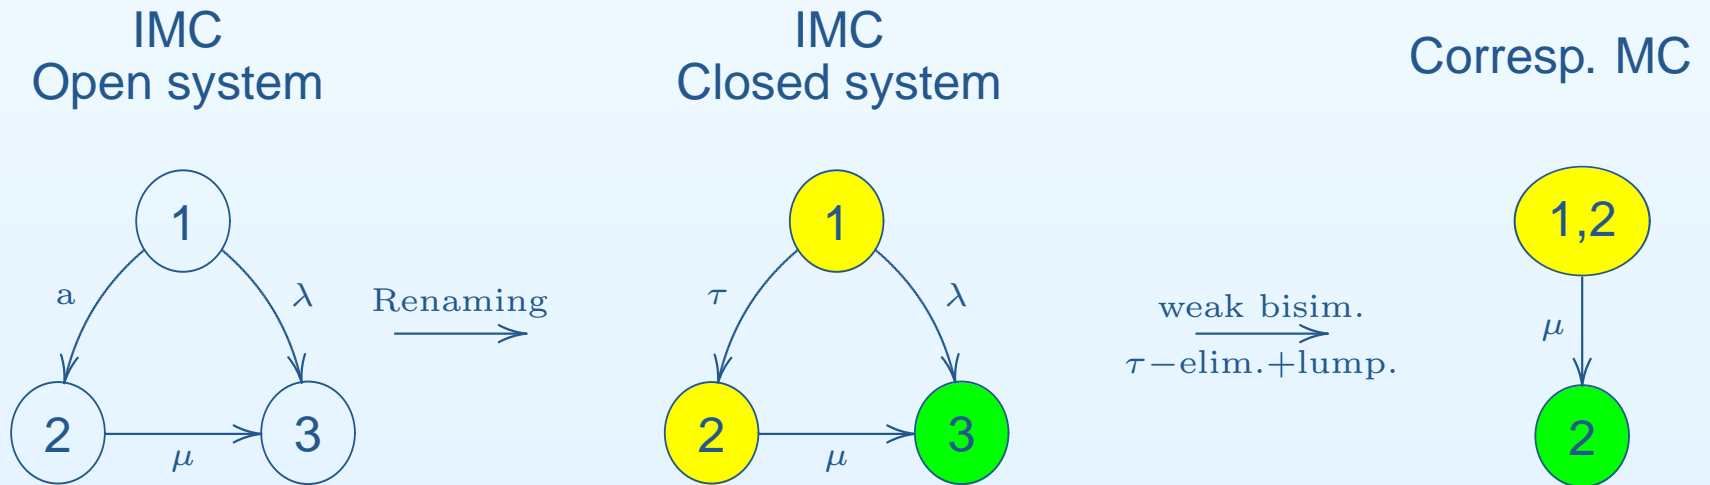 IMC
Open system
IMC
Closed system
Corresp. MC
1
a
λ
2
μ
3
Renaming
1
τ
λ
2
μ
3
weak bisim.
τ−elim.+lump.
1,2
μ
2